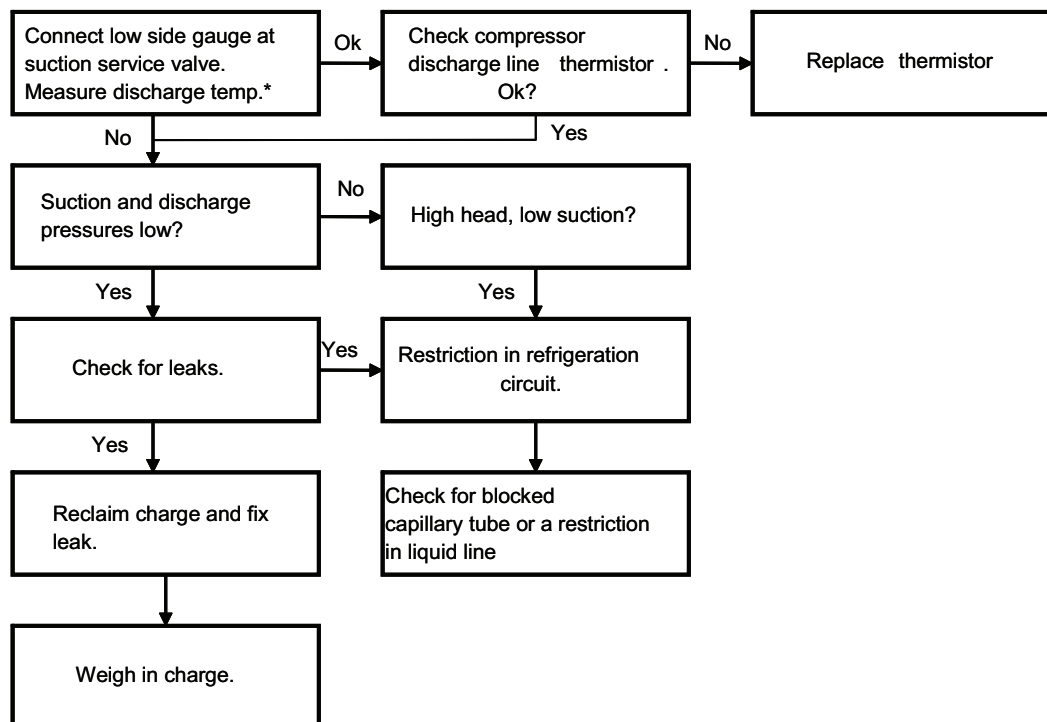 Connect low side gauge at
suction service valve.
Measure discharge temp.*
Ok
Check compressor
discharge line thermistor .
Ok?
No
Replace thermistor
No
Yes
Suction and discharge
pressures low?
No
High head, low suction?
Yes
Yes
Check for leaks.
Yes
Restriction in refrigeration
circuit.
Yes
Reclaim charge and fix
leak.
Check for blocked
capillary tube or a restriction
in liquid line
Weigh in charge.